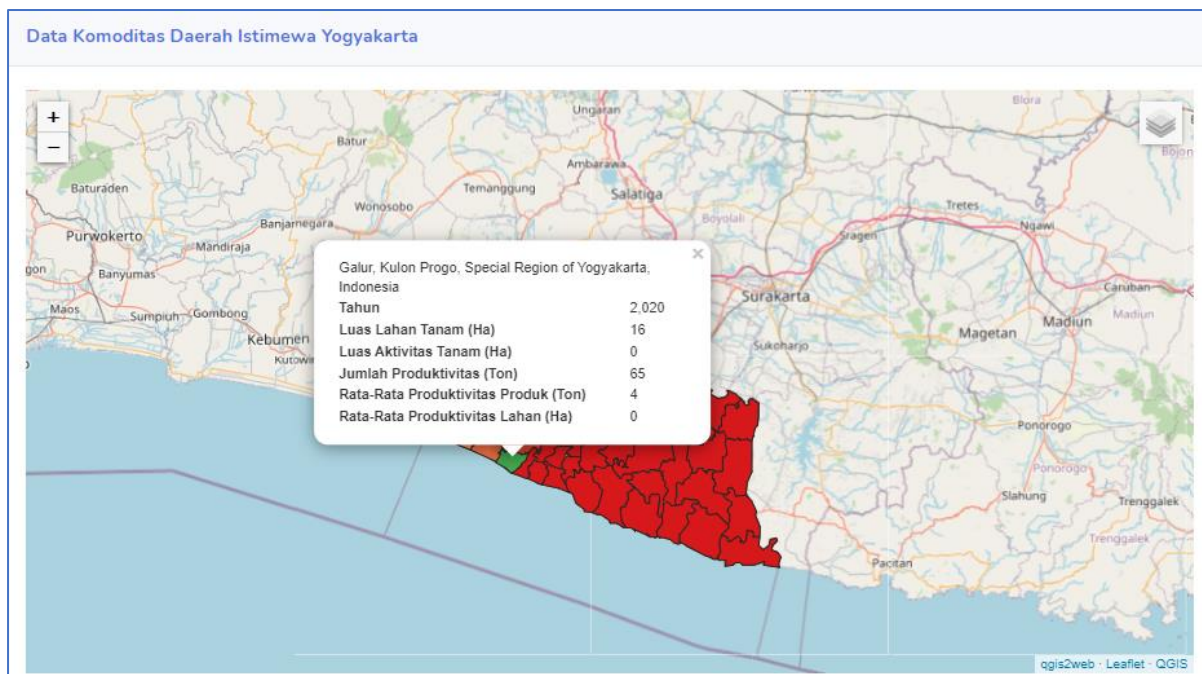 Data Komoditas Daerah Istimewa Yogyakarta
+
−
Ungaran
Blora
Batur
Bojon
Ambarawa
Baturaden
Temanggung
Salatiga
Wonosobo
Boyolali
Tretes
Banjarnegara
Ngawi
Purwokerto
Mandiraja
Sragen
gon
Banyumas
Caruban
Maos
Sumpiuh
Gombong
Surakarta
Madiun
Madiun
Kebumen
Magetan
Sukoharjo
Kutowin
×
Galur, Kulon Progo, Special Region of Yogyakarta,
Indonesia
Tahun 2,020
Luas Lahan Tanam (Ha) 16
Luas Aktivitas Tanam (Ha) 0
Jumlah Produktivitas (Ton) 65
Rata-Rata Produktivitas Produk (Ton) 4
Rata-Rata Produktivitas Lahan (Ha) 0
Ponorogo
Ponorogo
Slahung
Trenggalek
Trenggalek
Pacitan
qgis2web · Leaflet · QGIS